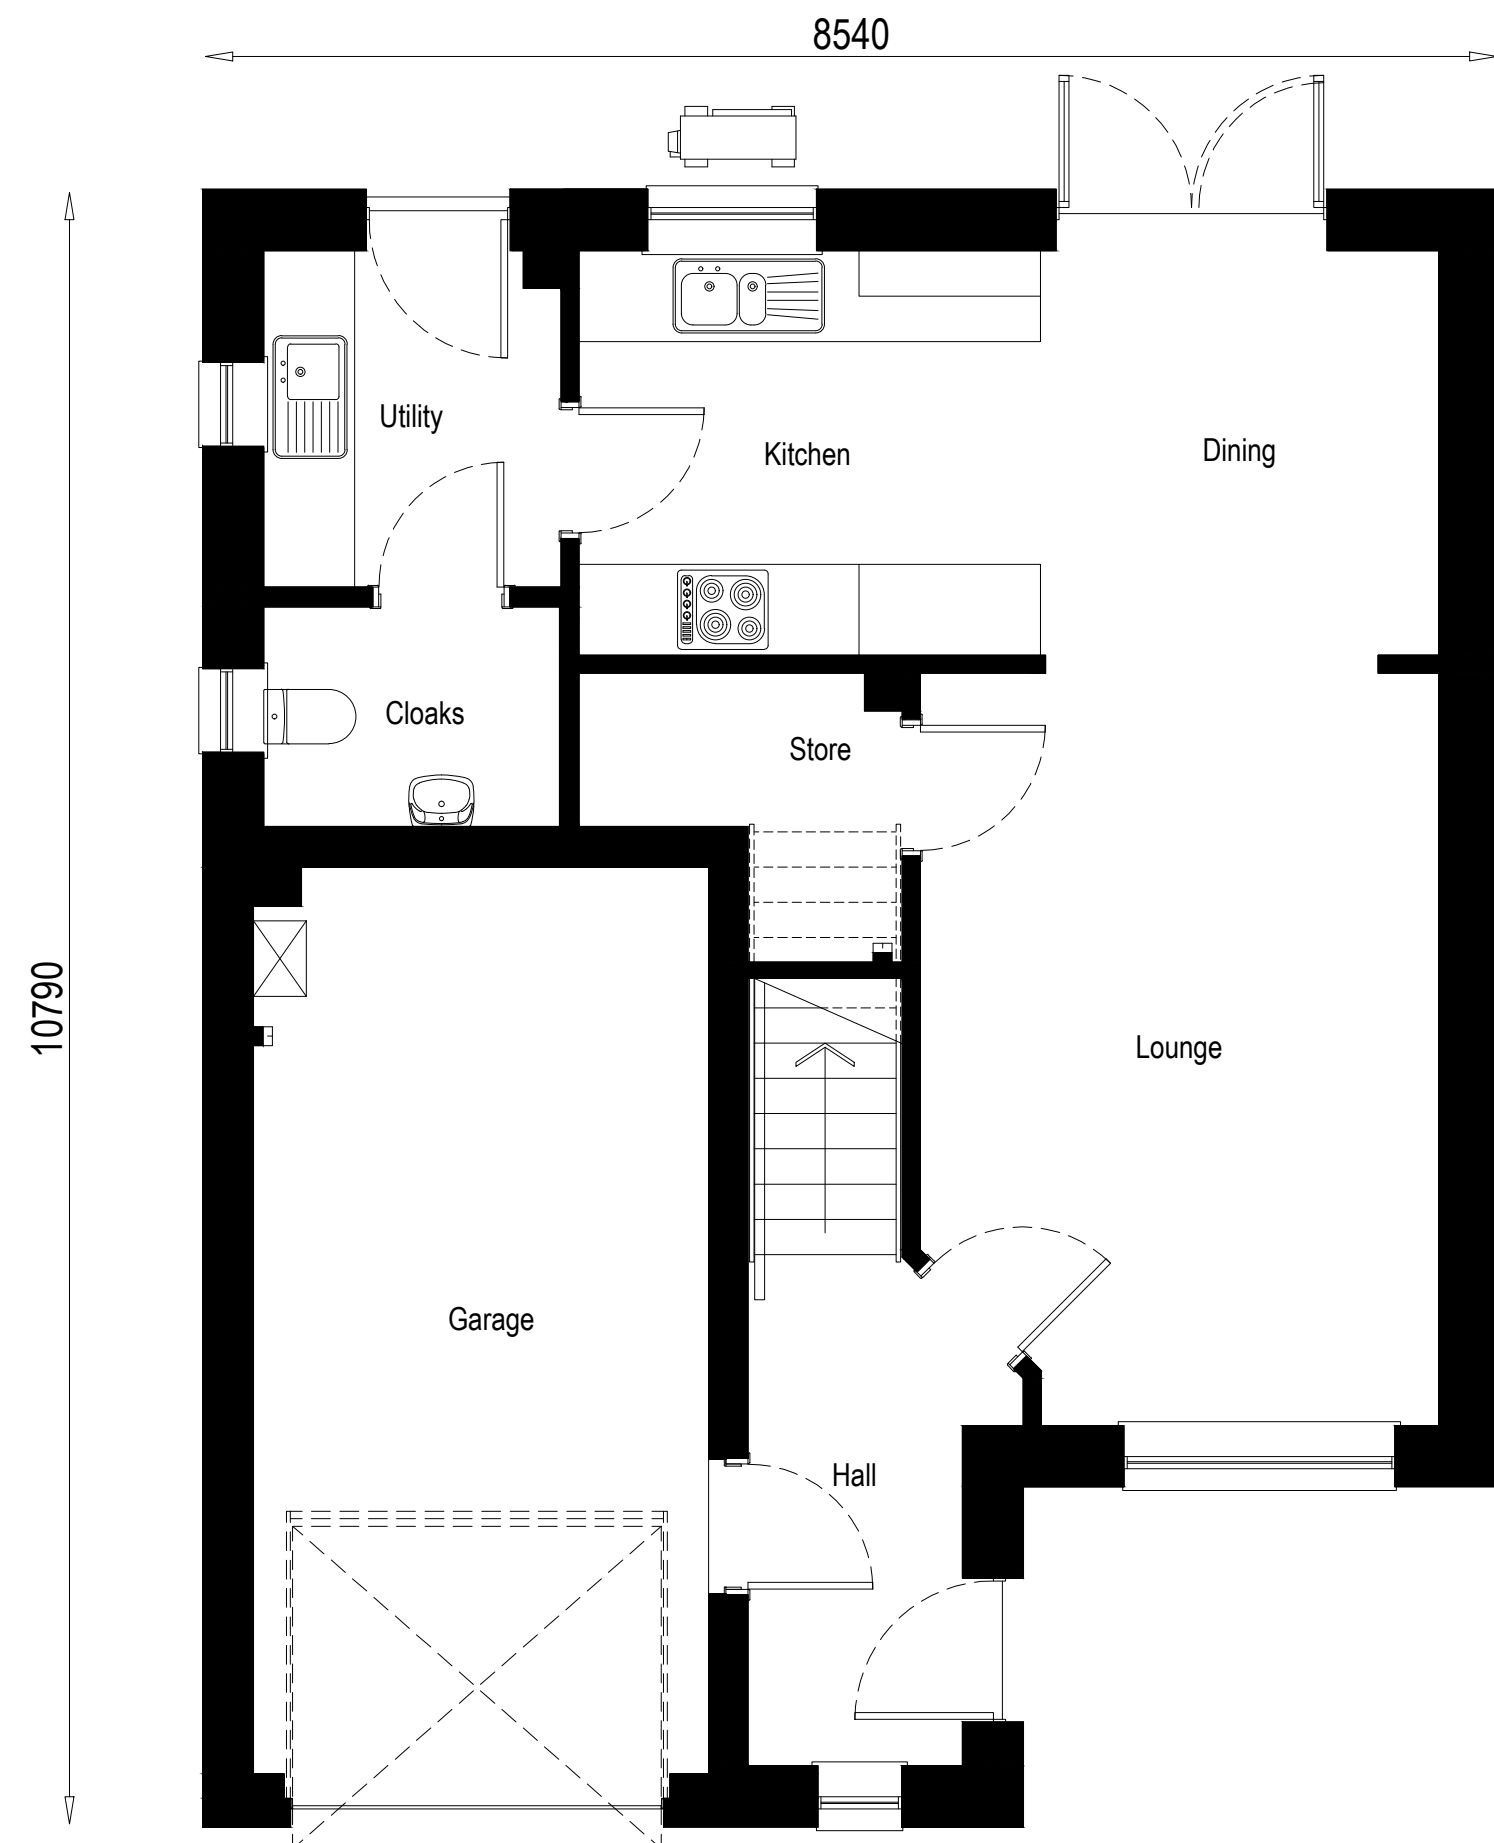 8540
Utility
Kitchen
Dining
Cloaks
Store
10790
Lounge
Garage
Hall